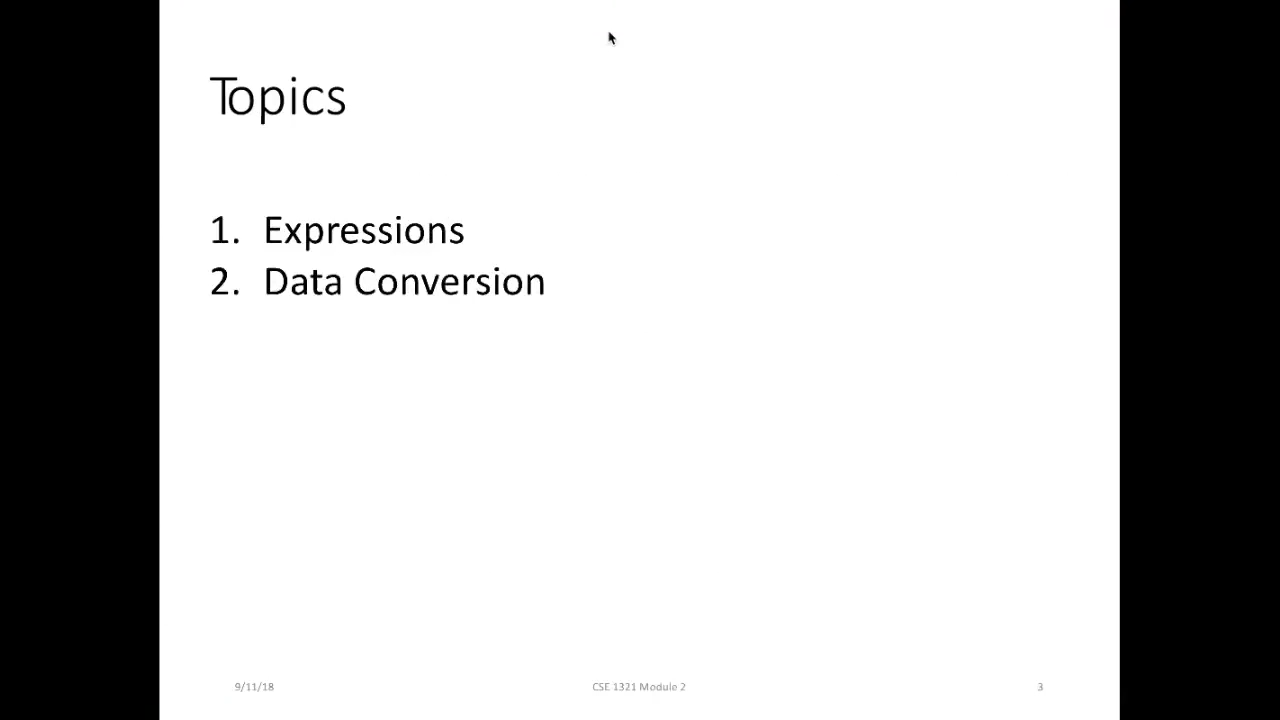 Topics
1. Expressions
2. Data Conversion
9/11/18 CSE 1321 Module 2 3